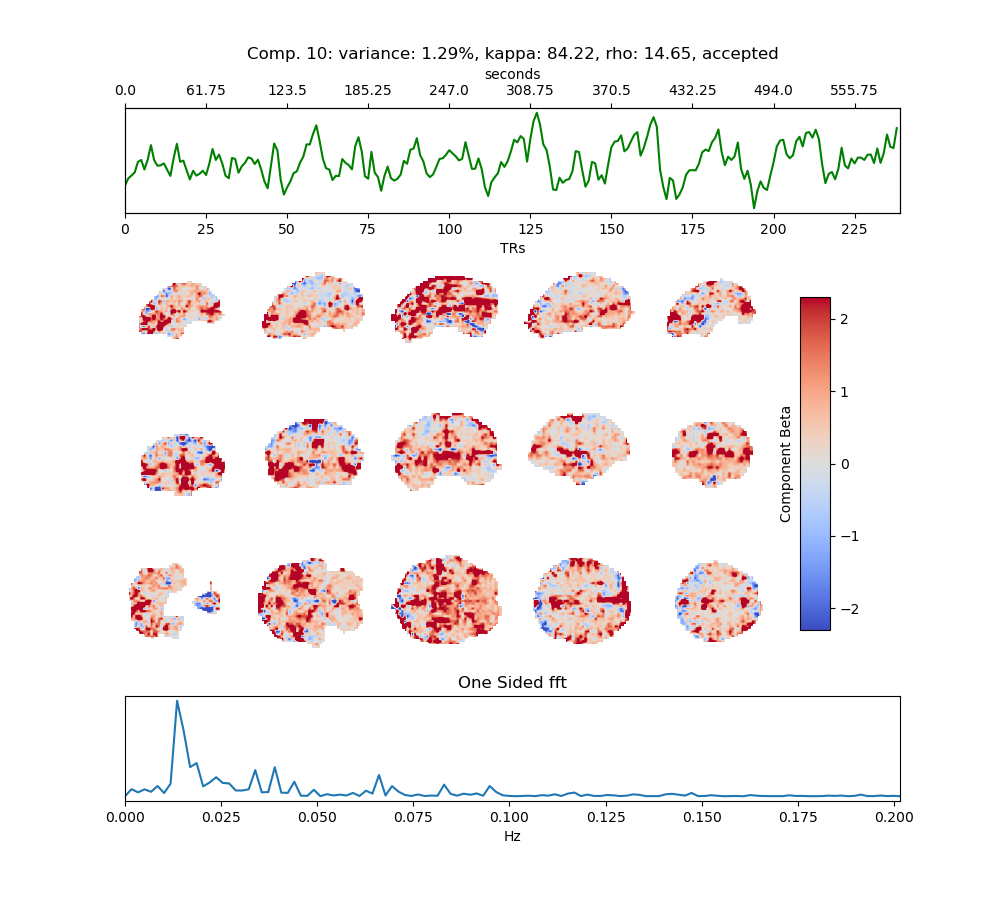 Comp. 10: variance: 1.29%, kappa: 84.22, rho: 14.65, accepted
seconds
0.0 61.75 123.5 185.25 247.0 308.75 370.5 432.25 494.0 555.75
0 25 50 75 100 125 150 175 200 225
TRs
2
1
0
−1
−2
Component Beta
One Sided fft
0.000 0.025 0.050 0.075 0.100 0.125 0.150 0.175 0.200
Hz